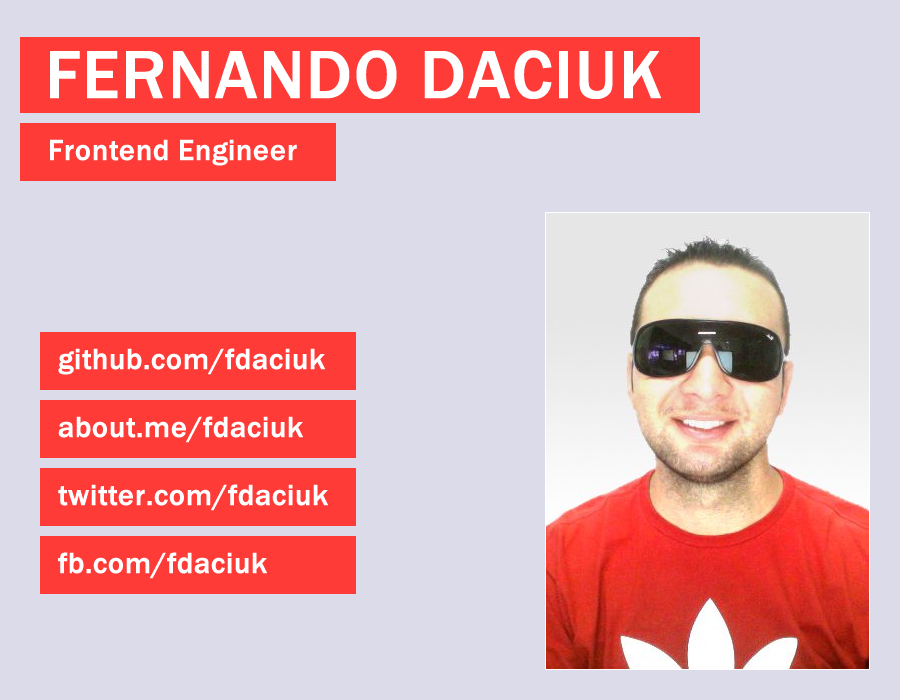 FERNANDO DACIUK
Frontend Engineer
github.com/fdaciuk
about.me/fdaciuk
twitter.com/fdaciuk
fb.com/fdaciuk